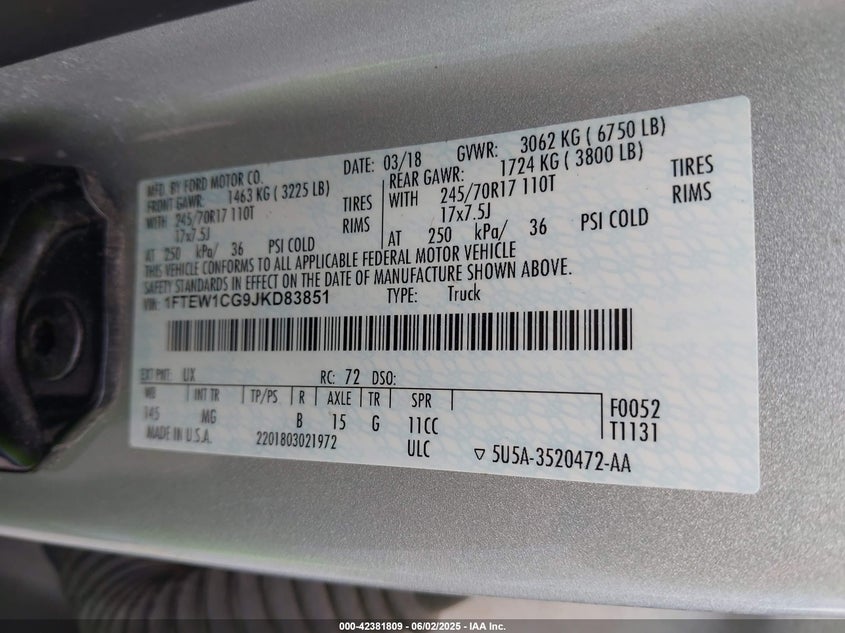 MFD. BY FORD MOTOR CO. DATE: 03/18 GVWR: 3062 KG ( 6750 LB)
FRONT GAWR: 1463 KG ( 3225 LB) REAR GAWR: 1724 KG ( 3800 LB)
WITH 245/70R17 110T TIRES WITH 245/70R17 110T TIRES
17x7.5J RIMS 17x7.5J RIMS
AT 250 kPa/ 36 PSI COLD AT 250 kPa/ 36 PSI COLD
THIS VEHICLE CONFORMS TO ALL APPLICABLE FEDERAL MOTOR VEHICLE
SAFETY STANDARDS IN EFFECT ON THE DATE OF MANUFACTURE SHOWN ABOVE.
VIN: 1FTEW1CG9JKD83851 TYPE: Truck
EXT PNT: UX RC: 72 DSO:
WB INT TR TP/PS R AXLE TR SPR F0052
145 MG B 15 G 11CC T1131
MADE IN U.S.A. 2201803021972 ULC ▽ 5U5A-3520472-AA
000-42381809 - 06/02/2025 - IAA Inc.